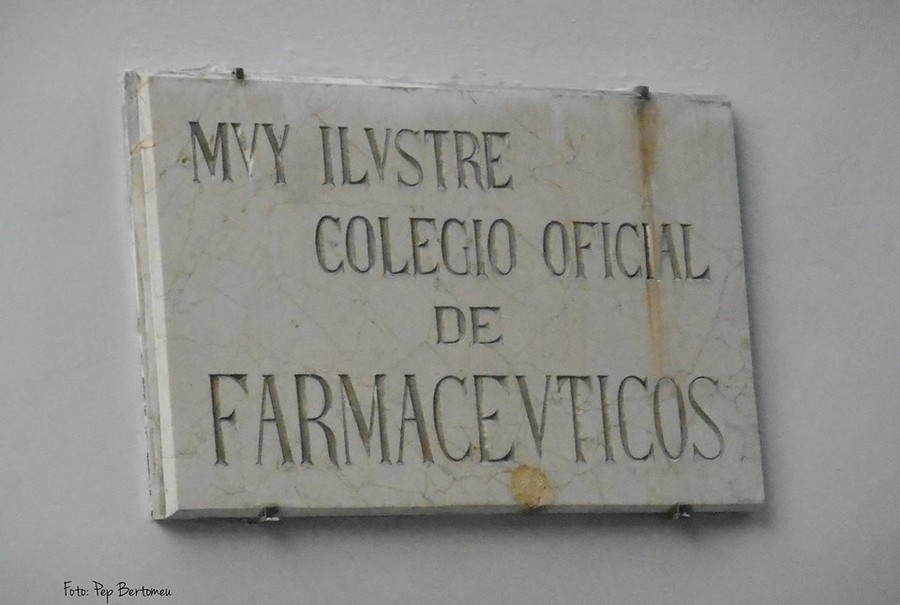 MVY ILVSTRE
COLEGIO OFICIAL
DE
FARMACEVTICOS
Foto: Pep Bertomeu